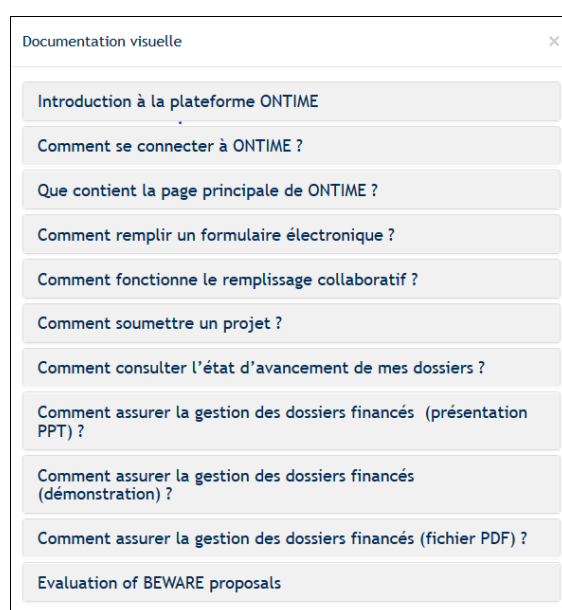 Documentation visuelle ×
Introduction à la plateforme ONTIME
Comment se connecter à ONTIME ?
Que contient la page principale de ONTIME ?
Comment remplir un formulaire électronique ?
Comment fonctionne le remplissage collaboratif ?
Comment soumettre un projet ?
Comment consulter l’état d’avancement de mes dossiers ?
Comment assurer la gestion des dossiers financés (présentation
PPT) ?
Comment assurer la gestion des dossiers financés
(démonstration) ?
Comment assurer la gestion des dossiers financés (fichier PDF) ?
Evaluation of BEWARE proposals